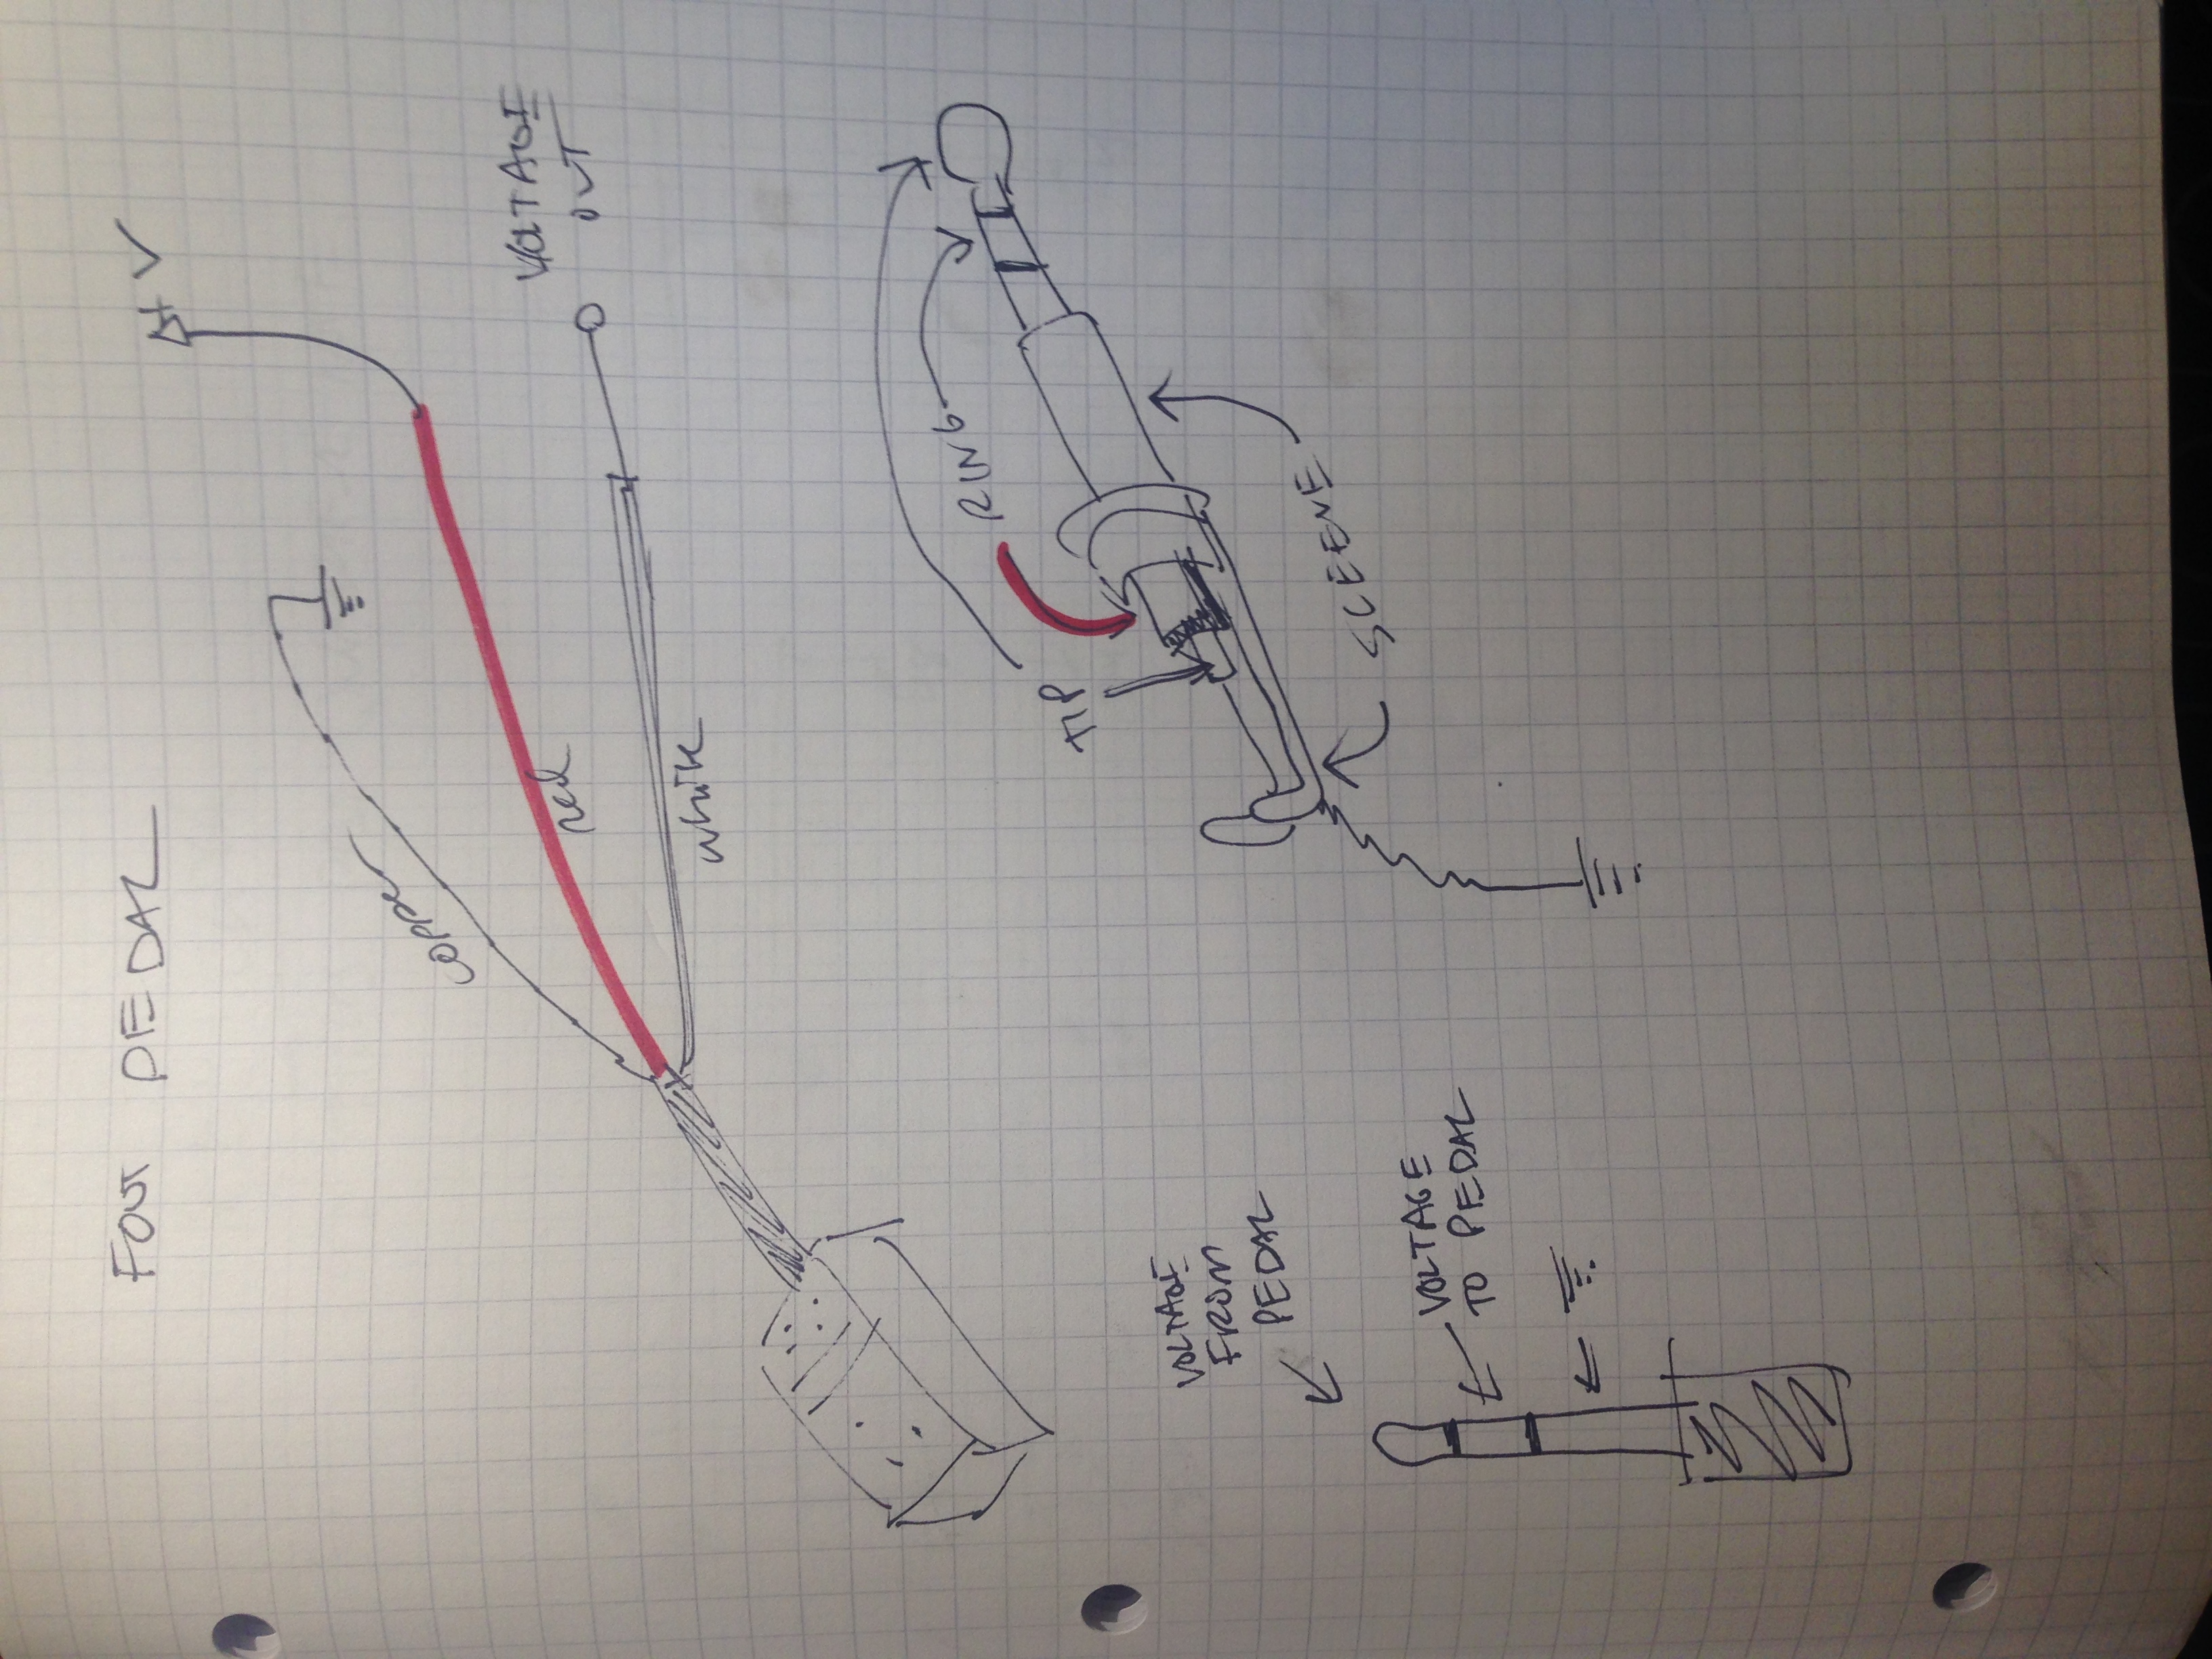 FOOT PEDAL
+V
copper
red
VOLTAGE
OUT
white
RING
TIP
SLEEVE
VOLTAGE
FROM
PEDAL
VOLTAGE
TO PEDAL